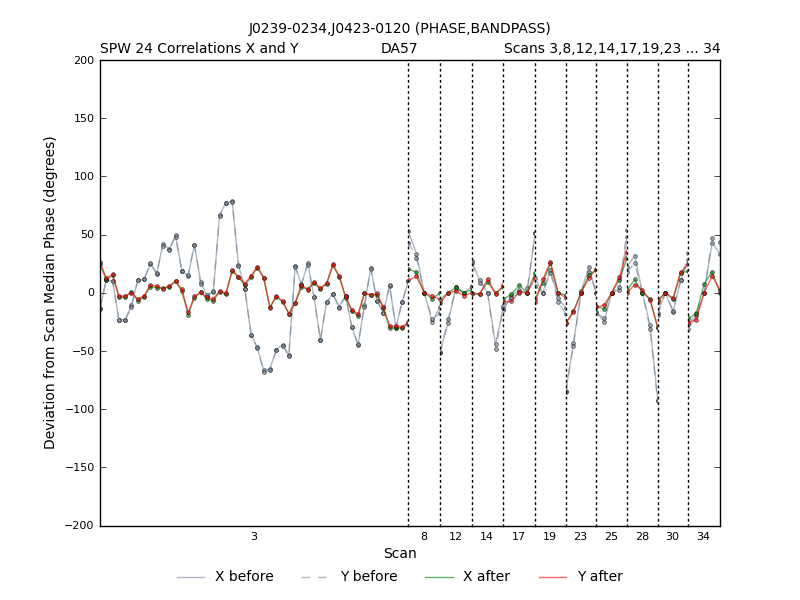 J0239-0234,J0423-0120 (PHASE,BANDPASS)
SPW 24 Correlations X and Y DA57 Scans 3,8,12,14,17,19,23 ... 34
200
150
100
50
0
−50
−100
−150
−200
Deviation from Scan Median Phase (degrees)
3 8 12 14 17 19 23 25 28 30 34
Scan
X before Y before X after Y after